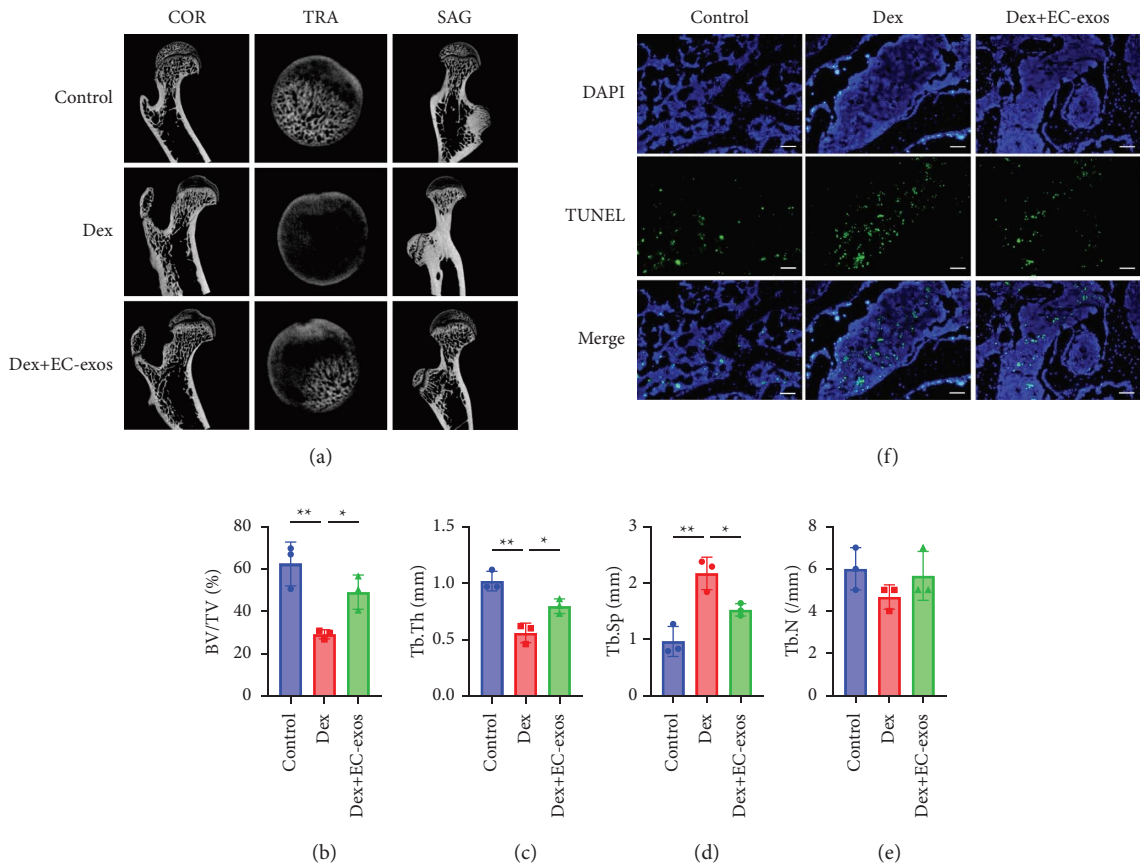 COR TRA SAG
Control
Dex
Dex+EC-exos
(a)
Control Dex Dex+EC-exos
DAPI
TUNEL
Merge
(f)
BV/TV (%)
80
60
40
20
0
**
*
Control
Dex
Dex+EC-exos
(b)
Tb.Th (mm)
1.5
1.0
0.5
0.0
**
*
Control
Dex
Dex+EC-exos
(c)
Tb.Sp (mm)
3
2
1
0
**
*
Control
Dex
Dex+EC-exos
(d)
Tb.N (/mm)
8
6
4
2
0
Control
Dex
Dex+EC-exos
(e)